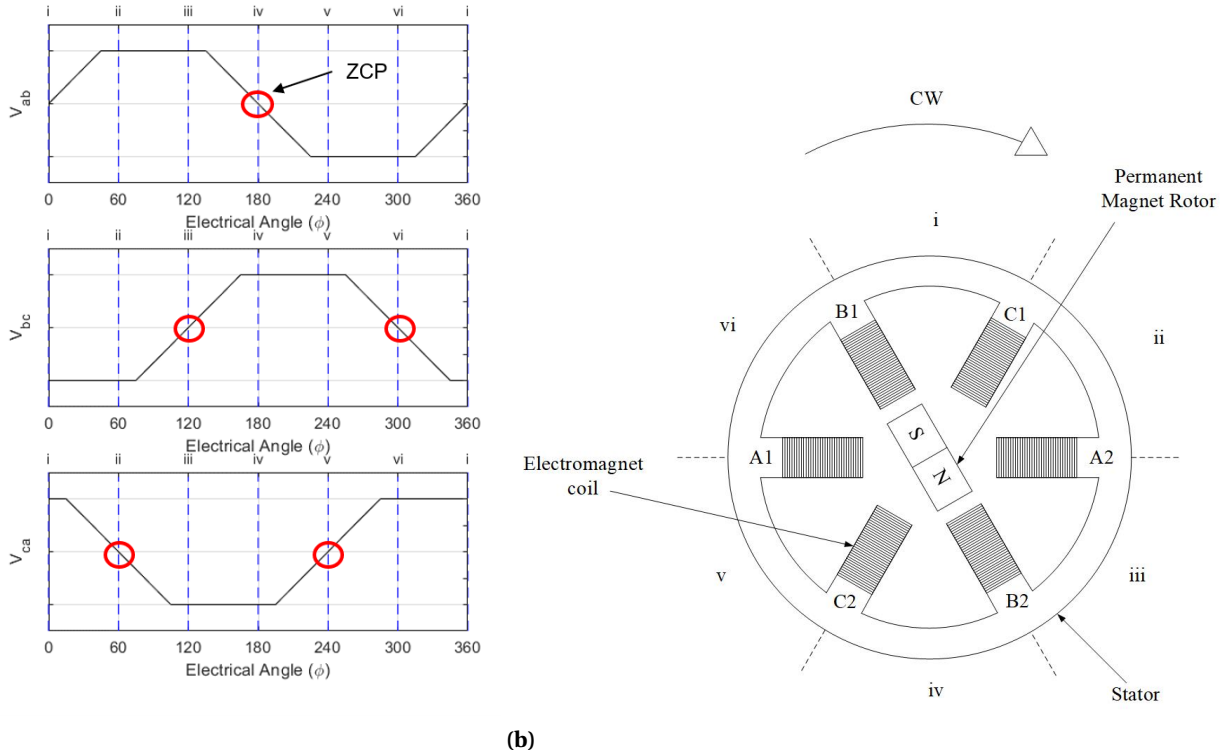 i ii iii iv v vi i
V_ab
ZCP
0 60 120 180 240 300 360
Electrical Angle (ϕ)
i ii iii iv v vi i
V_bc
0 60 120 180 240 300 360
Electrical Angle (ϕ)
i ii iii iv v vi i
V_ca
0 60 120 180 240 300 360
Electrical Angle (ϕ)
CW
Permanent
Magnet Rotor
i
ii
iii
iv
v
vi
B1
C1
A1
A2
S
N
C2
B2
Electromagnet
coil
Stator
(b)